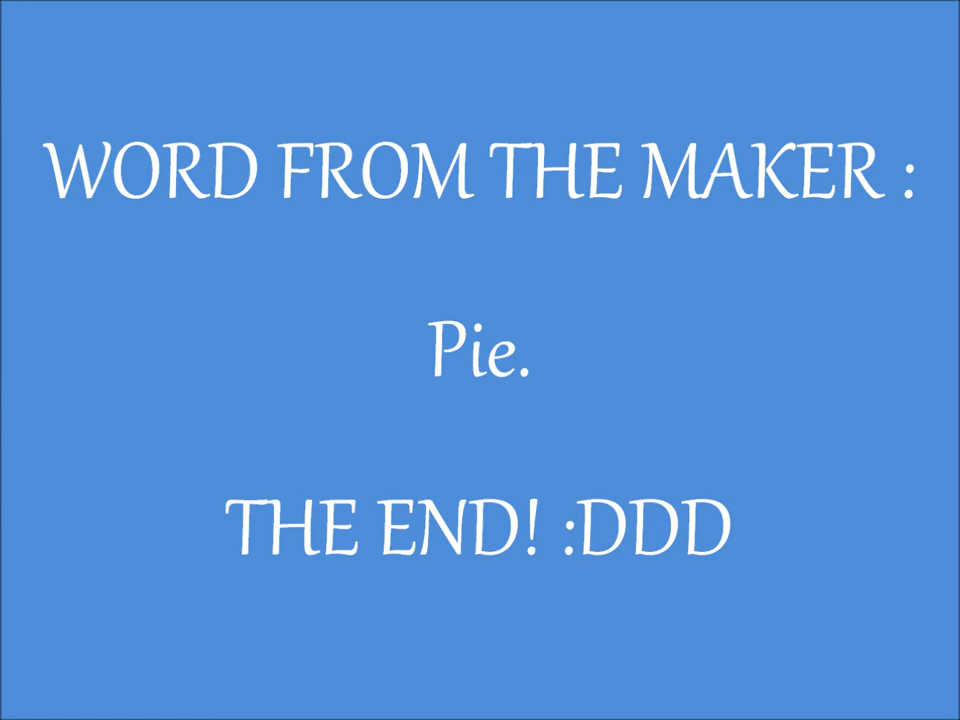 WORD FROM THE MAKER :
Pie.
THE END! :DDD